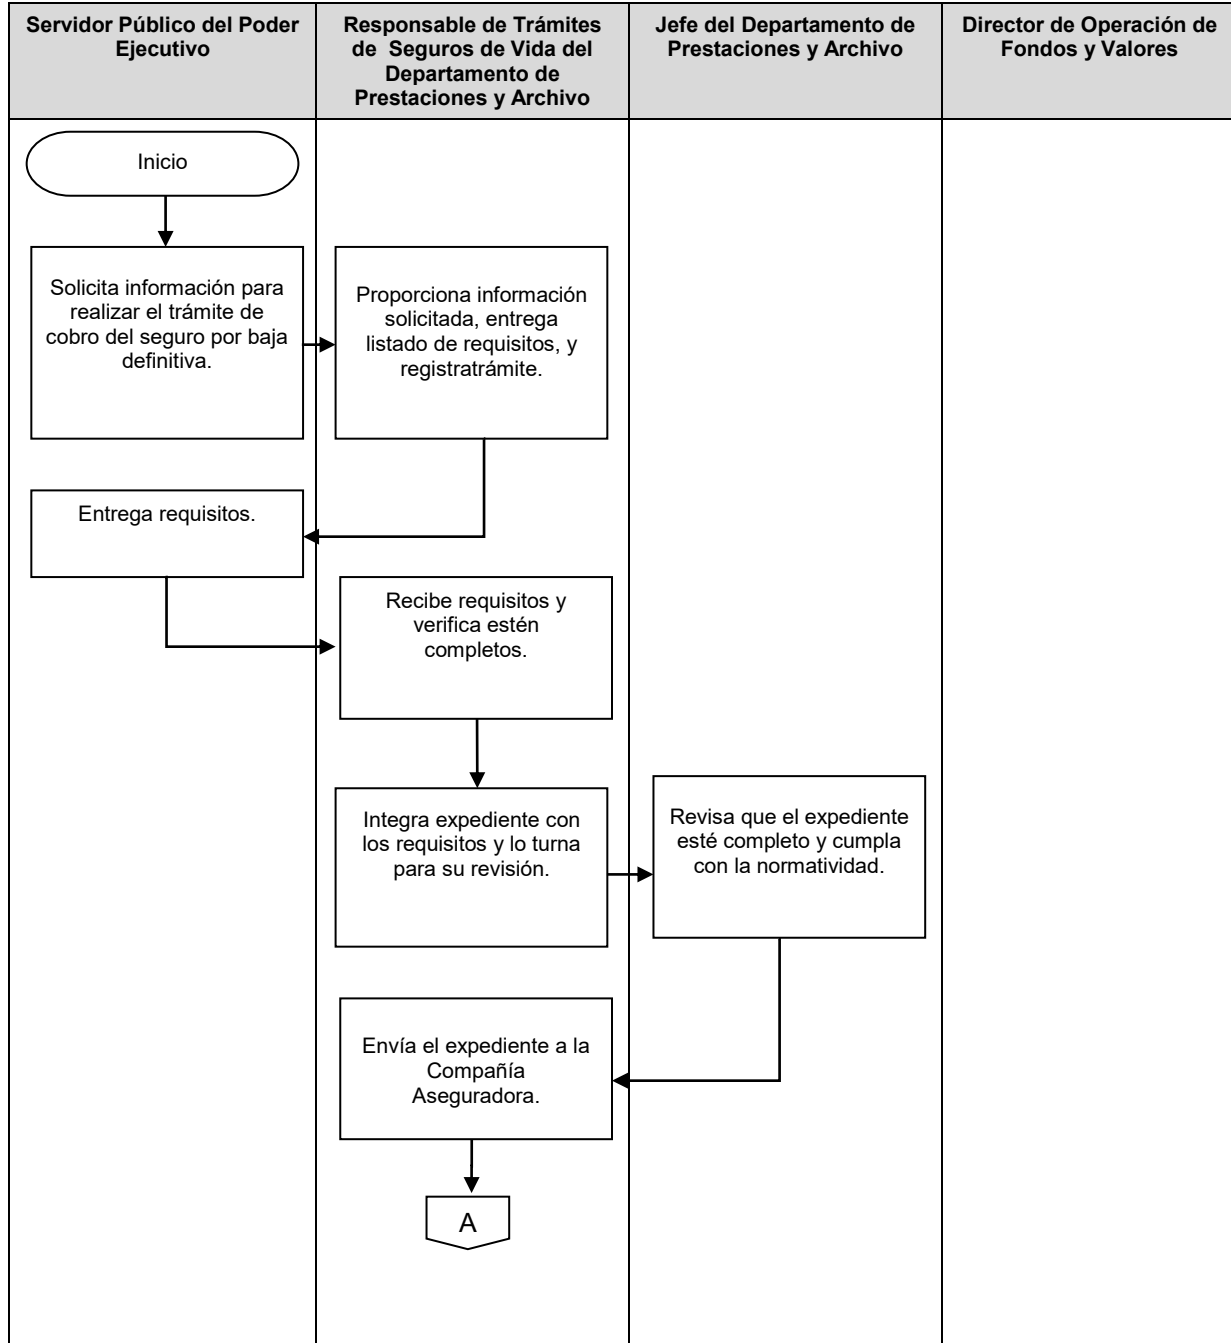 Servidor Público del Poder
Ejecutivo
Responsable de Trámites
de Seguros de Vida del
Departamento de
Prestaciones y Archivo
Jefe del Departamento de
Prestaciones y Archivo
Director de Operación de
Fondos y Valores
Inicio
Solicita información para
realizar el trámite de
cobro del seguro por baja
definitiva.
Proporciona información
solicitada, entrega
listado de requisitos, y
registratrámite.
Entrega requisitos.
Recibe requisitos y
verifica estén
completos.
Integra expediente con
los requisitos y lo turna
para su revisión.
Revisa que el expediente
esté completo y cumpla
con la normatividad.
Envía el expediente a la
Compañía
Aseguradora.
A